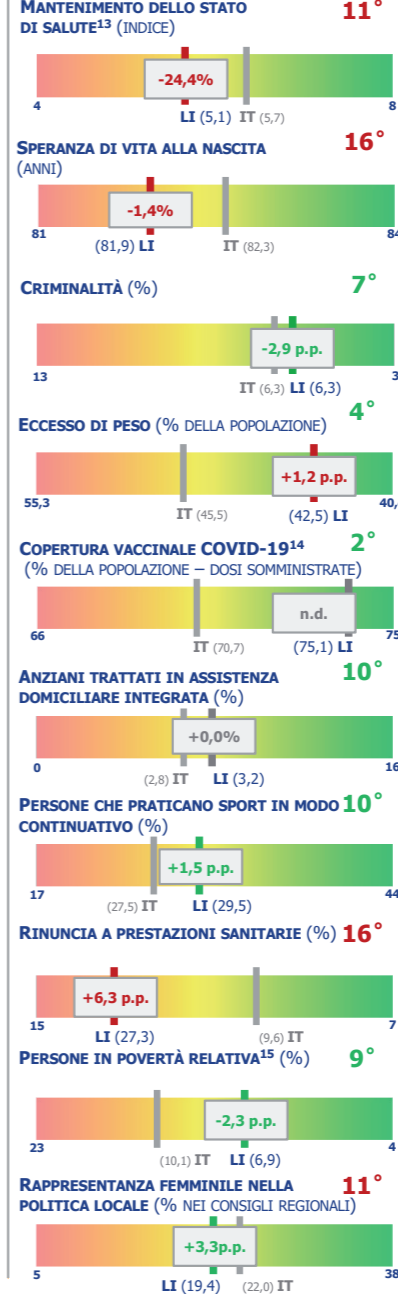 MANTENIMENTO DELLO STATO
DI SALUTE¹³ (INDICE)
11°
-24,4%
4
8
LI (5,1) IT (5,7)
SPERANZA DI VITA ALLA NASCITA
(ANNI)
16°
-1,4%
81
84
(81,9) LI
IT (82,3)
CRIMINALITÀ (%)
7°
-2,9 p.p.
13
3
IT (6,3) LI (6,3)
ECCESSO DI PESO (% DELLA POPOLAZIONE)
4°
+1,2 p.p.
55,3
40,
IT (45,5)
(42,5) LI
COPERTURA VACCINALE COVID-19¹⁴
(% DELLA POPOLAZIONE – DOSI SOMMINISTRATE)
2°
n.d.
66
75
IT (70,7)
(75,1) LI
ANZIANI TRATTATI IN ASSISTENZA
DOMICILIARE INTEGRATA (%)
10°
+0,0%
0
16
(2,8) IT
LI (3,2)
PERSONE CHE PRATICANO SPORT IN MODO
CONTINUATIVO (%)
10°
+1,5 p.p.
17
44
(27,5) IT
LI (29,5)
RINUNCIA A PRESTAZIONI SANITARIE (%) 16°
+6,3 p.p.
15
7
LI (27,3)
(9,6) IT
PERSONE IN POVERTÀ RELATIVA¹⁵ (%)
9°
-2,3 p.p.
23
4
(10,1) IT
LI (6,9)
RAPPRESENTANZA FEMMINILE NELLA
POLITICA LOCALE (% NEI CONSIGLI REGIONALI)
11°
+3,3p.p.
5
38
LI (19,4)
(22,0) IT